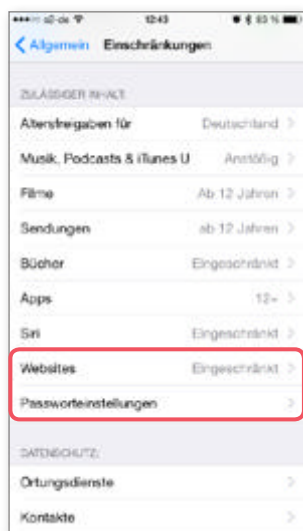 o2-de 12:43 83 %
Allgemein Einschränkungen
ZULÄSSIGER INHALT:
Altersfreigaben für Deutschland
Musik, Podcasts & iTunes U Anstößig
Filme Ab 12 Jahren
Sendungen ab 12 Jahren
Bücher Eingeschränkt
Apps 12+
Siri Eingeschränkt
Websites Eingeschränkt
Passworteinstellungen
DATENSCHUTZ:
Ortungsdienste
Kontakte